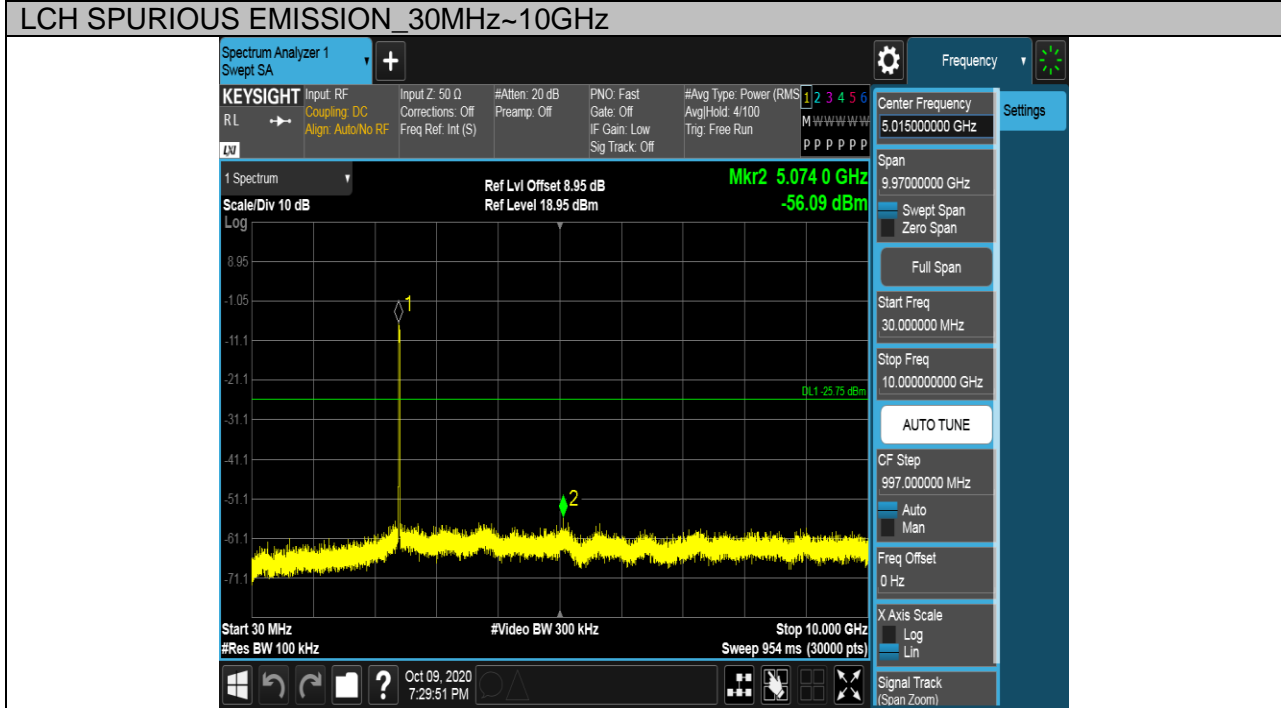 LCH SPURIOUS EMISSION_30MHz~10GHz
Spectrum Analyzer 1
Swept SA
+
Frequency
KEYSIGHT
RL
LXI
Input: RF
Coupling: DC
Align: Auto/No RF
Input Z: 50 Ω
Corrections: Off
Freq Ref: Int (S)
#Atten: 20 dB
Preamp: Off
PNO: Fast
Gate: Off
IF Gain: Low
Sig Track: Off
#Avg Type: Power (RMS
Avg|Hold: 4/100
Trig: Free Run
1 2 3 4 5 6
M W W W W W
P P P P P P
1 Spectrum
Scale/Div 10 dB
Log
Ref Lvl Offset 8.95 dB
Ref Level 18.95 dBm
Mkr2 5.074 0 GHz
-56.09 dBm
8.95
-1.05
-11.1
-21.1
-31.1
-41.1
-51.1
-61.1
-71.1
1
DL1 -25.75 dBm
2
Start 30 MHz
#Res BW 100 kHz
#Video BW 300 kHz
Stop 10.000 GHz
Sweep 954 ms (30000 pts)
?
Oct 09, 2020
7:29:51 PM
Center Frequency
5.015000000 GHz
Settings
Span
9.97000000 GHz
Swept Span
Zero Span
Full Span
Start Freq
30.000000 MHz
Stop Freq
10.000000000 GHz
AUTO TUNE
CF Step
997.000000 MHz
Auto
Man
Freq Offset
0 Hz
X Axis Scale
Log
Lin
Signal Track
(Span Zoom)